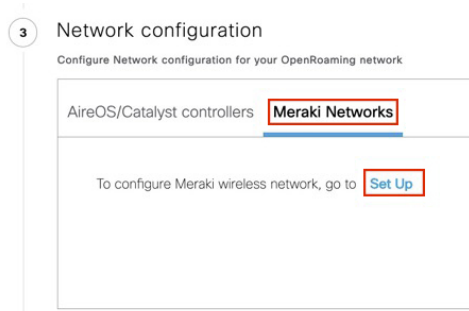 3
Network configuration
Configure Network configuration for your OpenRoaming network
AireOS/Catalyst controllers Meraki Networks
To configure Meraki wireless network, go to Set Up